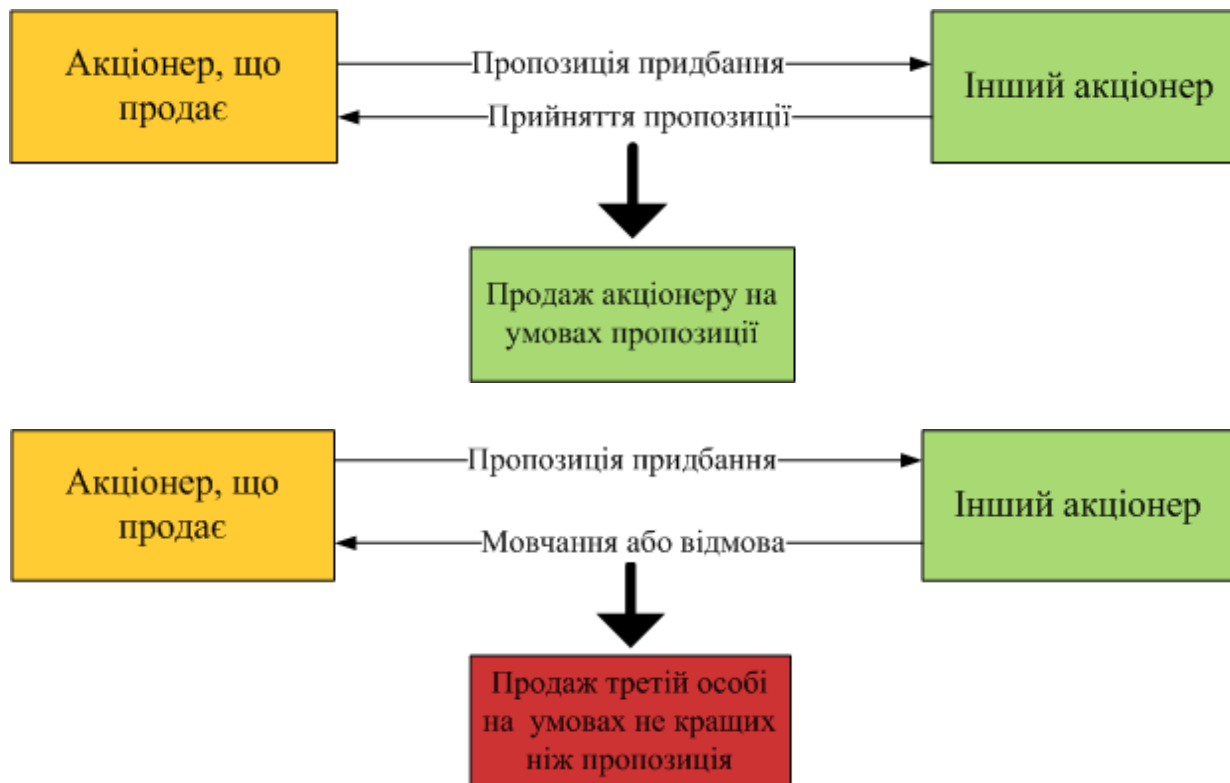 Акціонер, що
продає
Пропозиція придбання
Прийняття пропозиції
Інший акціонер
Продаж акціонеру на
умовах пропозиції
Акціонер, що
продає
Пропозиція придбання
Мовчання або відмова
Інший акціонер
Продаж третій особі
на умовах не кращих
ніж пропозиція